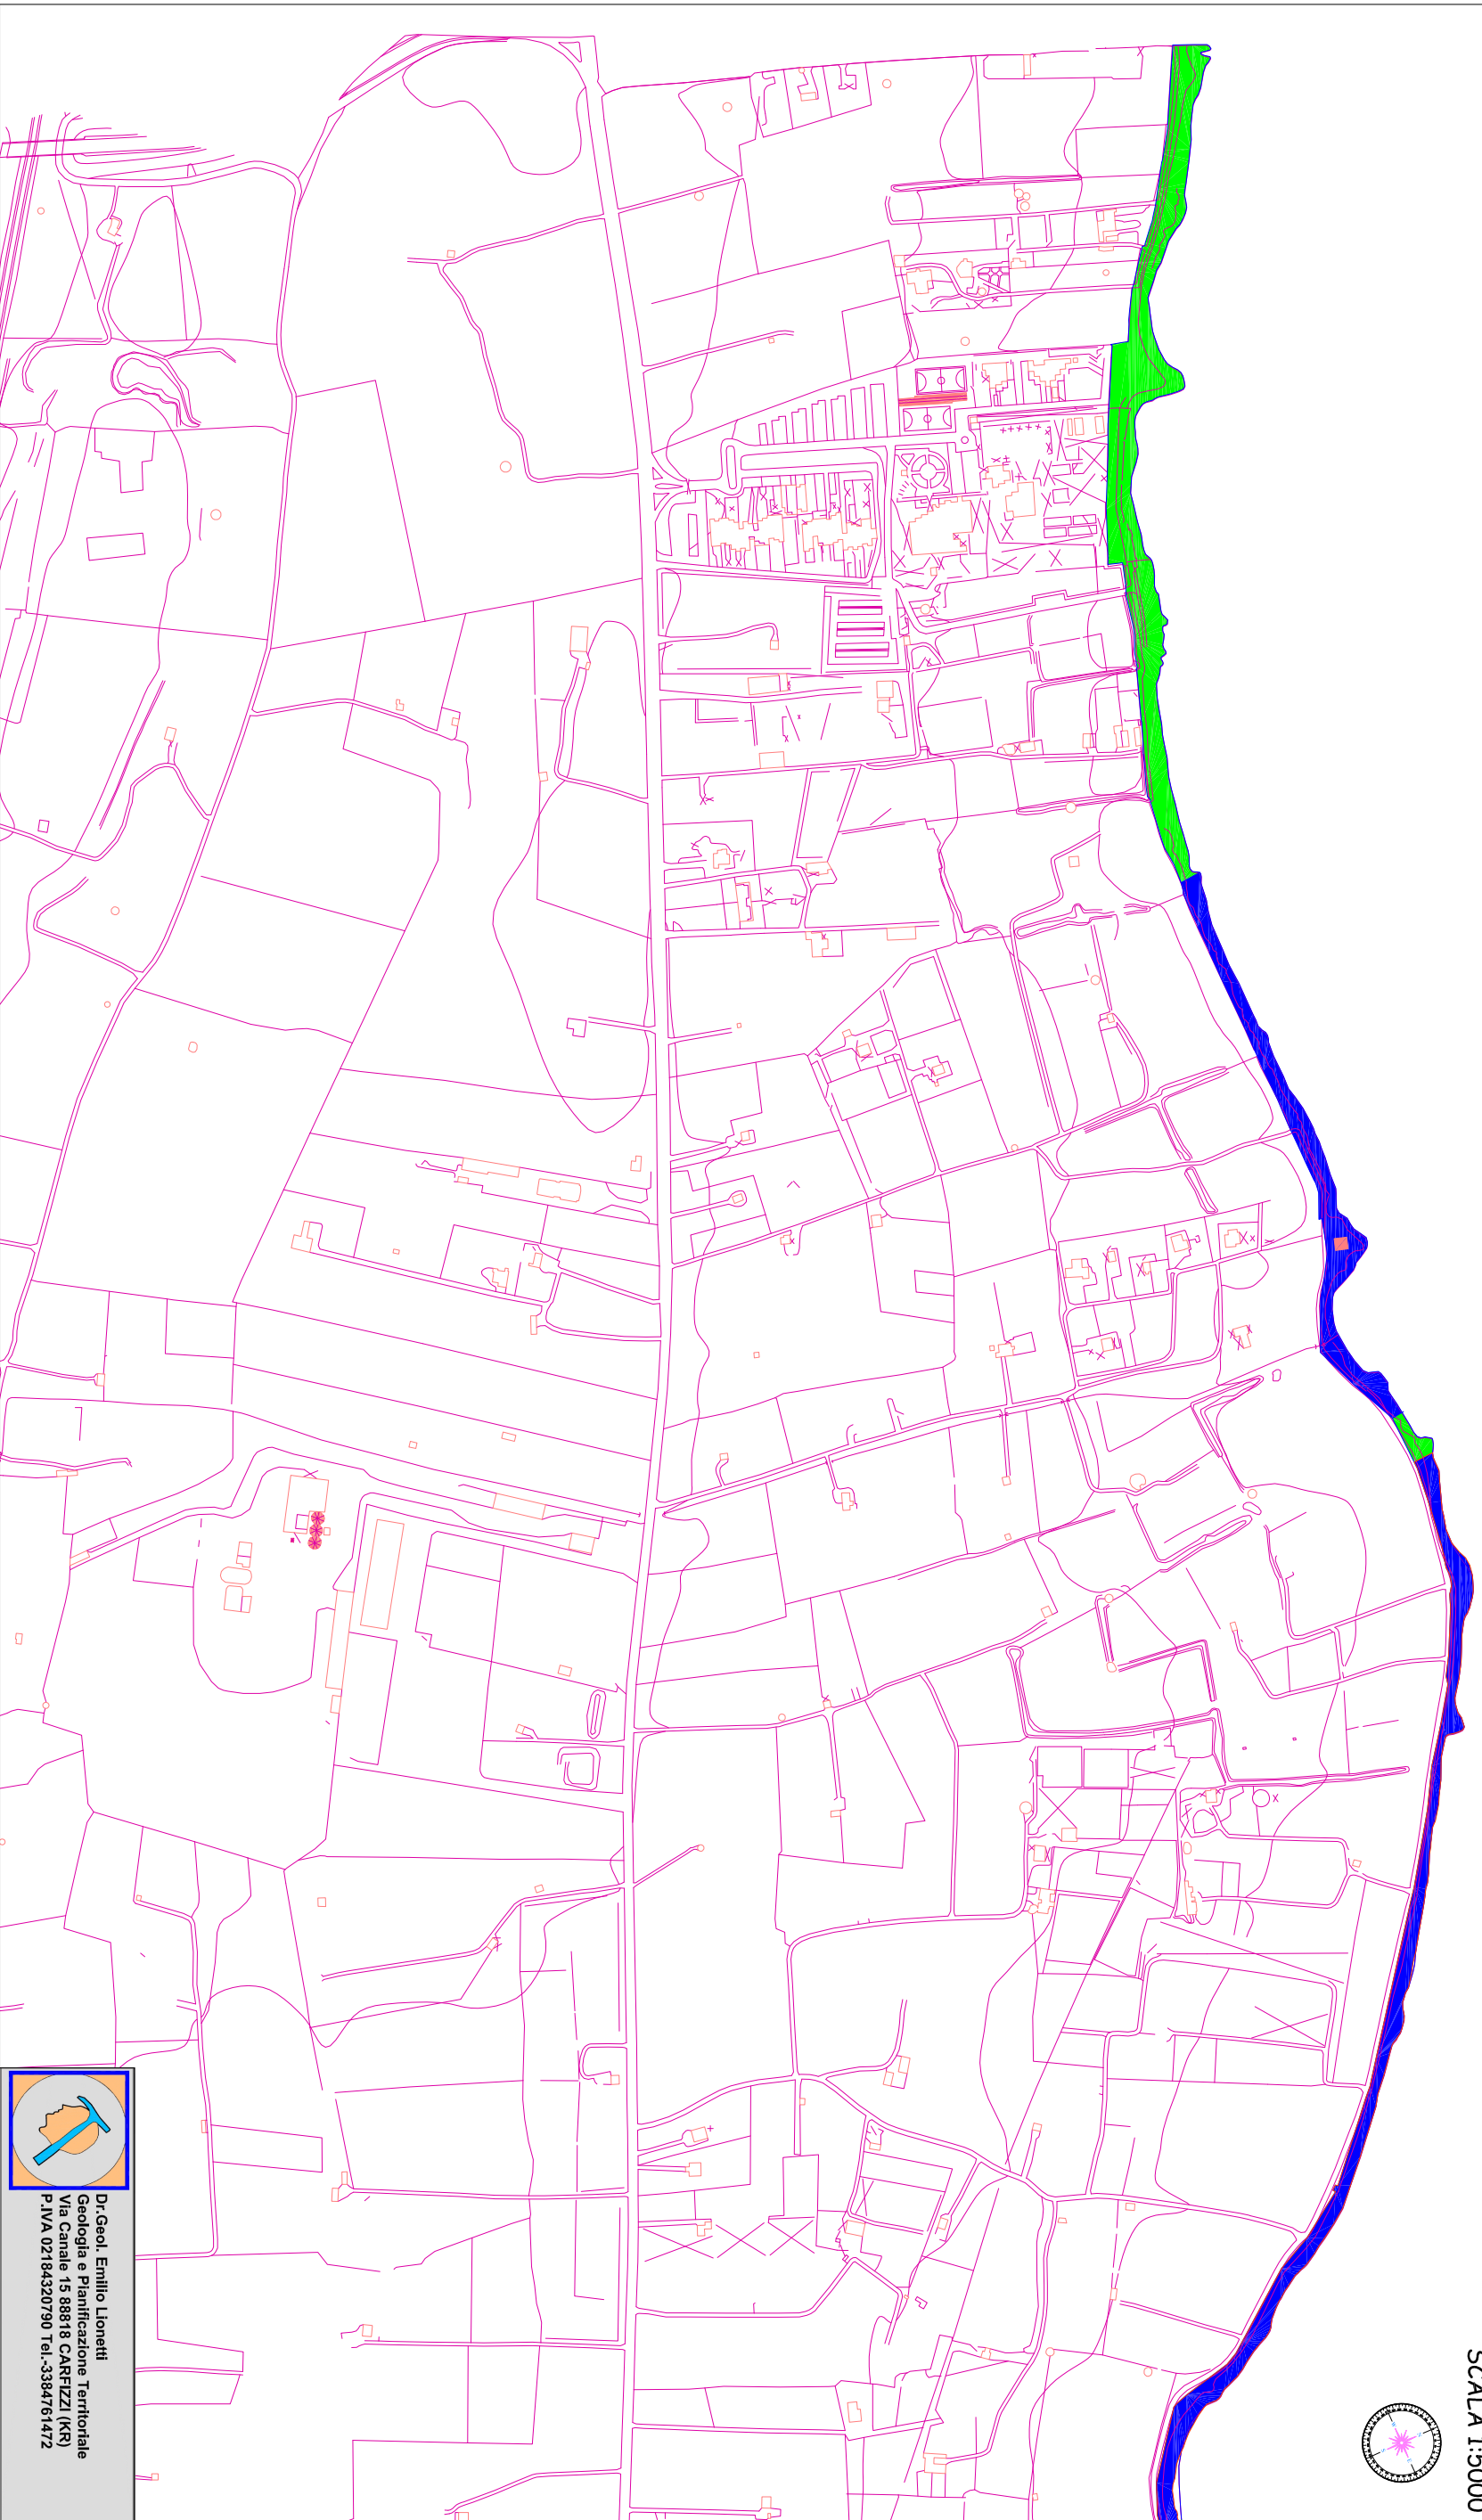 SCALA 1:5000
Dr.Geol. Emilio Lionetti
Geologia e Pianificazione Territoriale
Via Canale 15 88818 CARFIZZI (KR)
P.IVA 02184320790 Tel.-3384761472